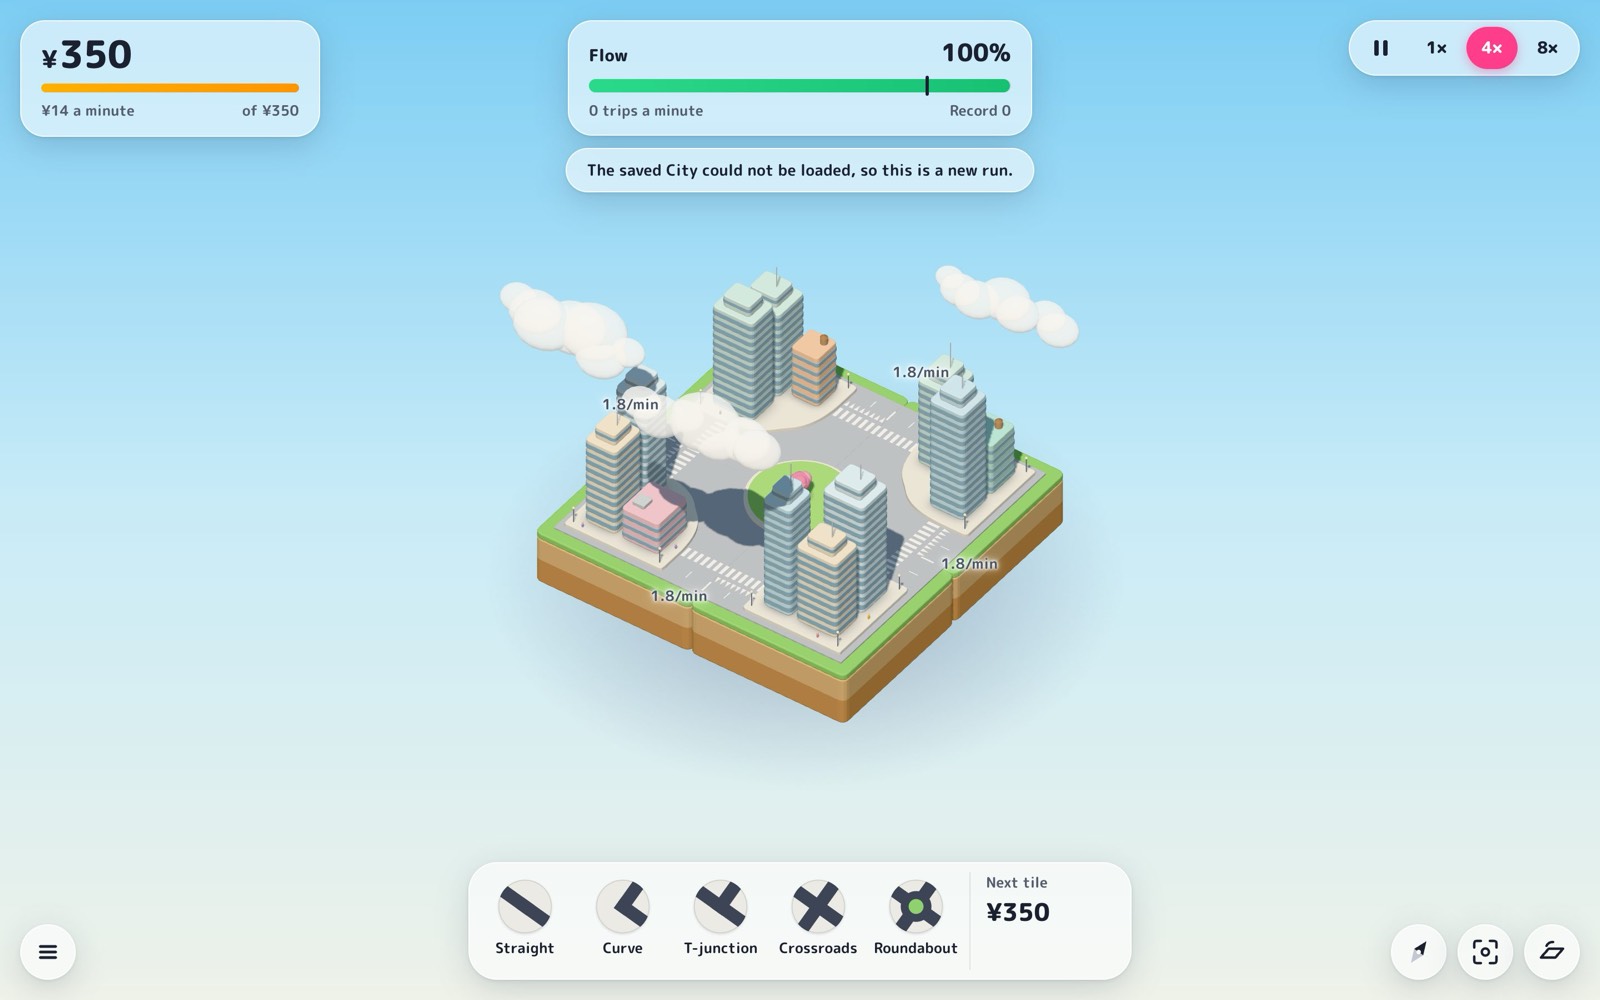 ¥350
¥14 a minute
of ¥350
Flow
100%
0 trips a minute
Record 0
1×
4×
8×
The saved City could not be loaded, so this is a new run.
1.8/min
1.8/min
1.8/min
1.8/min
Straight
Curve
T-junction
Crossroads
Roundabout
Next tile
¥350